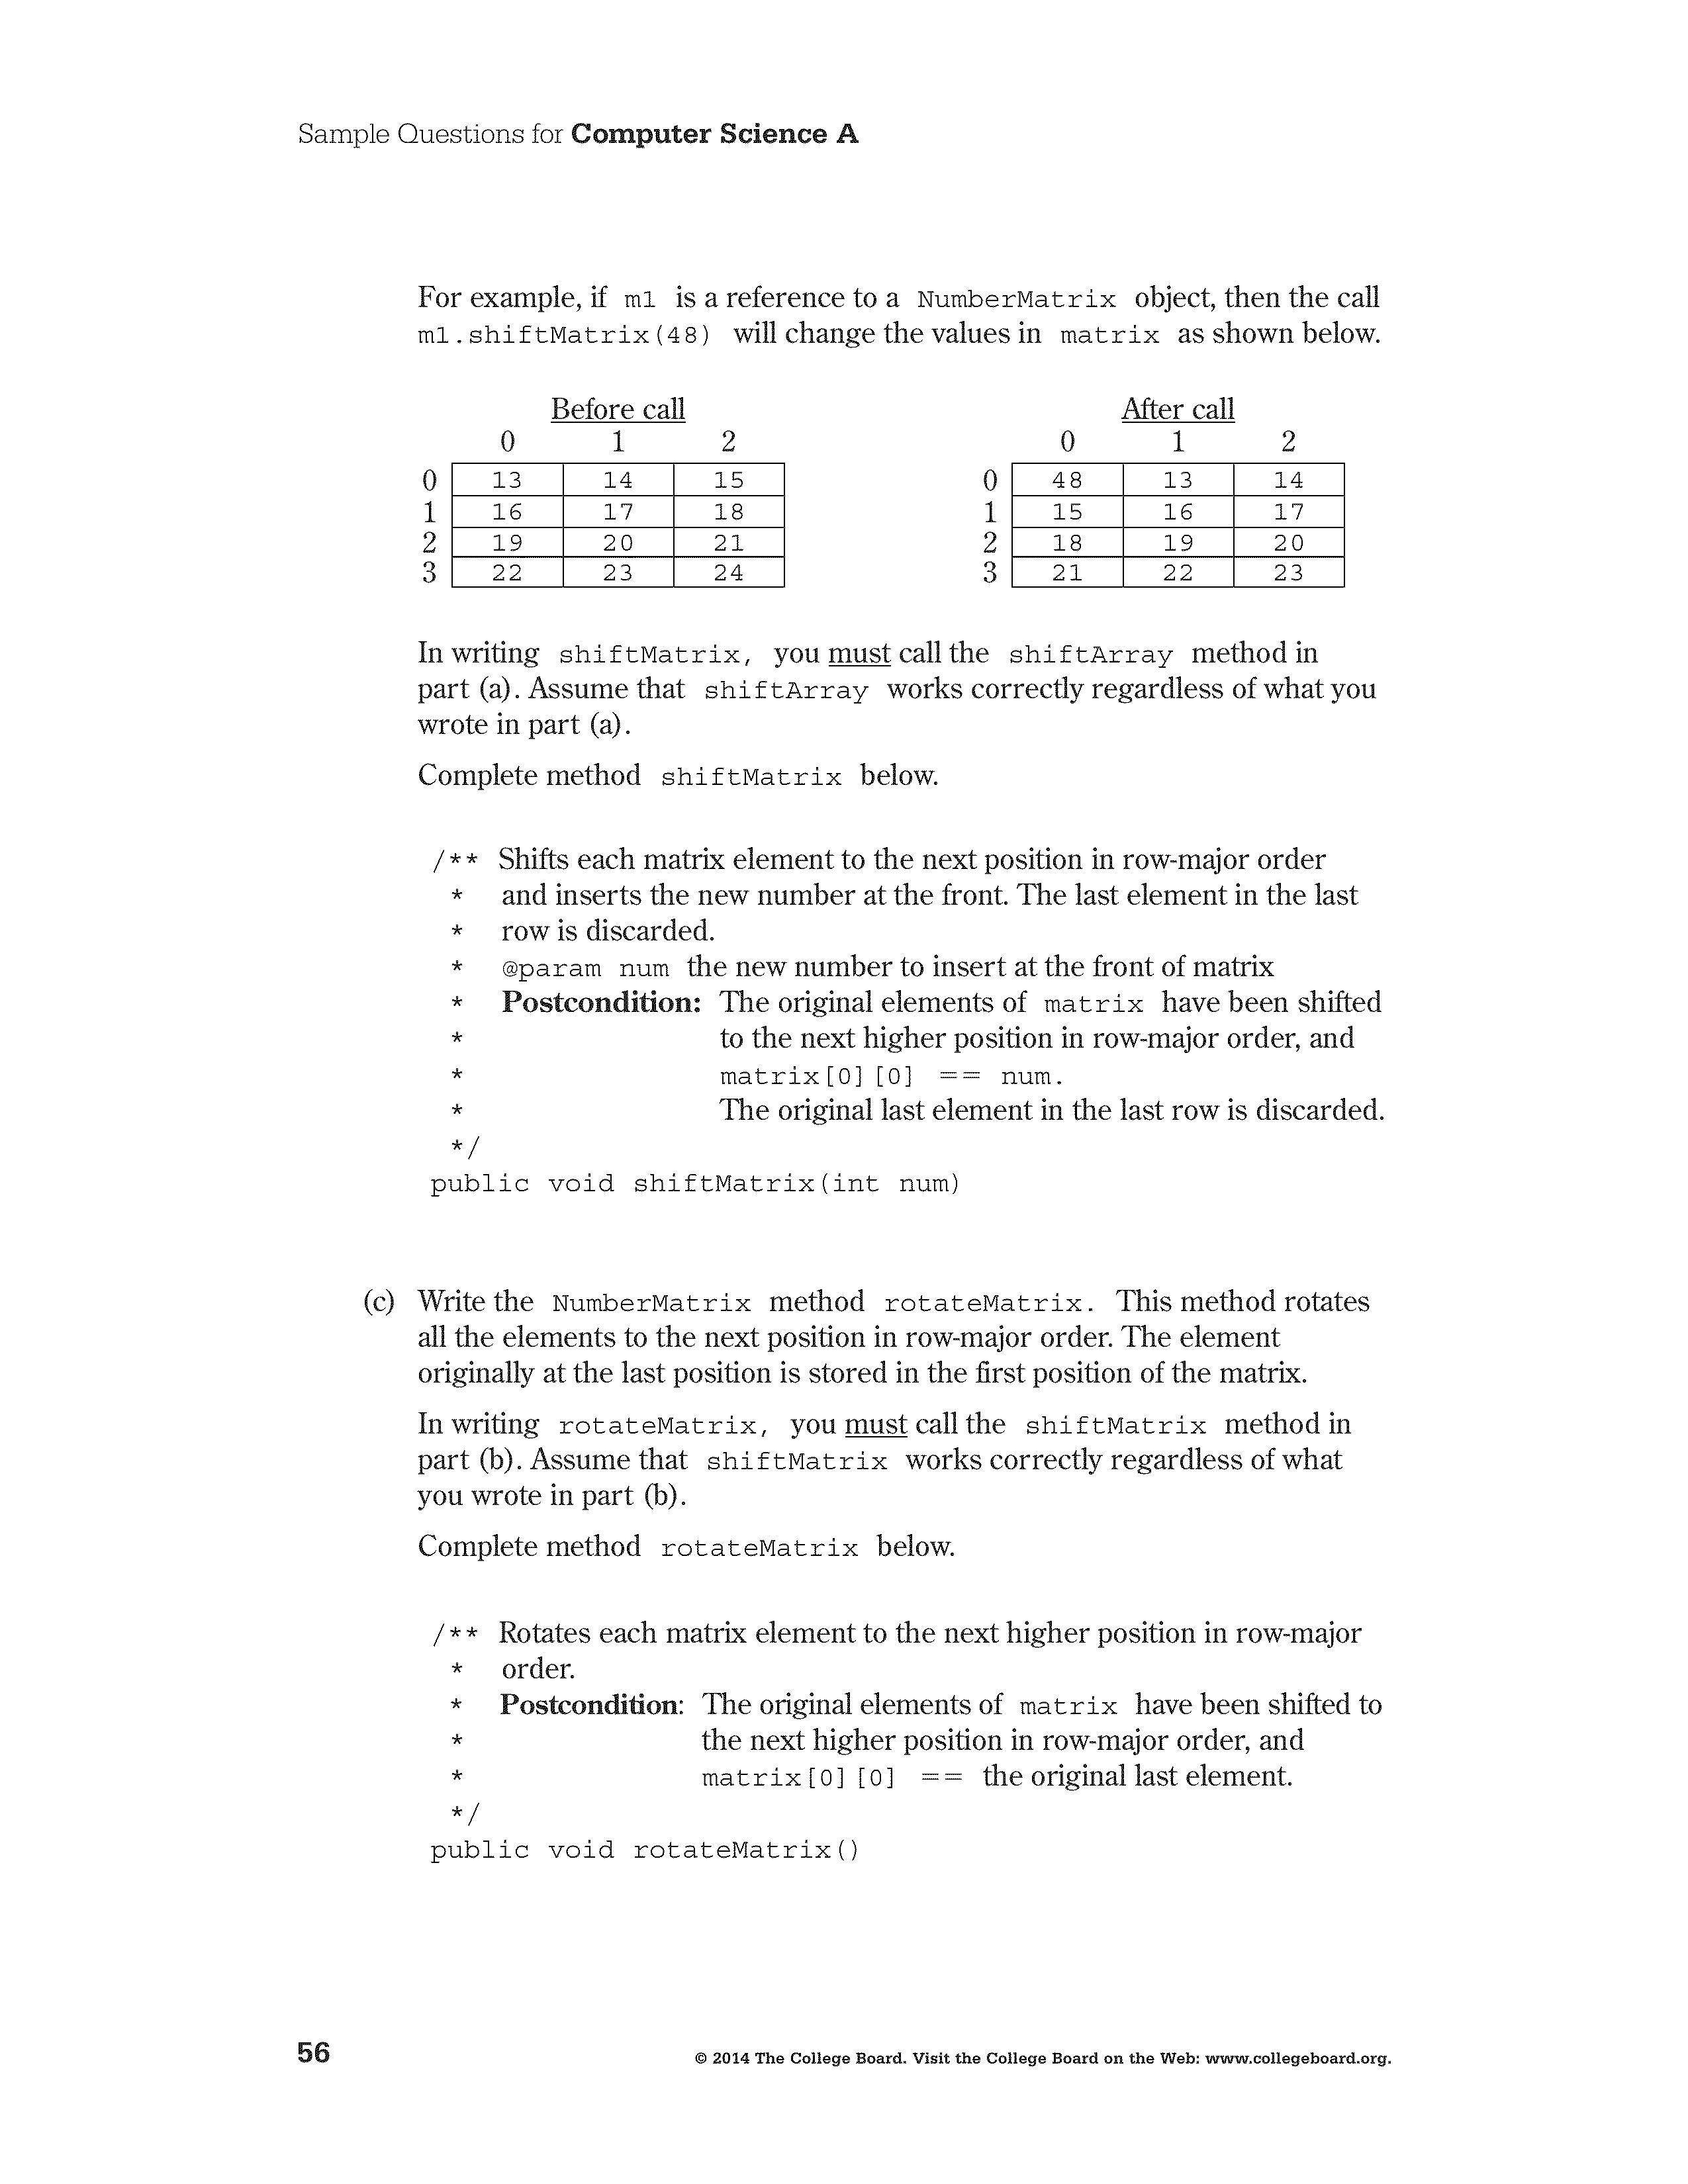 Sample Questions for Computer Science A
For example, if m1 is a reference to a NumberMatrix object, then the call
m1.shiftMatrix(48) will change the values in matrix as shown below.
Before call
0 1 2
0 13 14 15
1 16 17 18
2 19 20 21
3 22 23 24
After call
0 1 2
0 48 13 14
1 15 16 17
2 18 19 20
3 21 22 23
In writing shiftMatrix, you must call the shiftArray method in
part (a). Assume that shiftArray works correctly regardless of what you
wrote in part (a).
Complete method shiftMatrix below.
/** Shifts each matrix element to the next position in row-major order
* and inserts the new number at the front. The last element in the last
* row is discarded.
* @param num the new number to insert at the front of matrix
* Postcondition: The original elements of matrix have been shifted
* to the next higher position in row-major order, and
* matrix[0][0] == num.
* The original last element in the last row is discarded.
*/
public void shiftMatrix(int num)
(c) Write the NumberMatrix method rotateMatrix. This method rotates
all the elements to the next position in row-major order. The element
originally at the last position is stored in the first position of the matrix.
In writing rotateMatrix, you must call the shiftMatrix method in
part (b). Assume that shiftMatrix works correctly regardless of what
you wrote in part (b).
Complete method rotateMatrix below.
/** Rotates each matrix element to the next higher position in row-major
* order.
* Postcondition: The original elements of matrix have been shifted to
* the next higher position in row-major order, and
* matrix[0][0] == the original last element.
*/
public void rotateMatrix()
56
© 2014 The College Board. Visit the College Board on the Web: www.collegeboard.org.